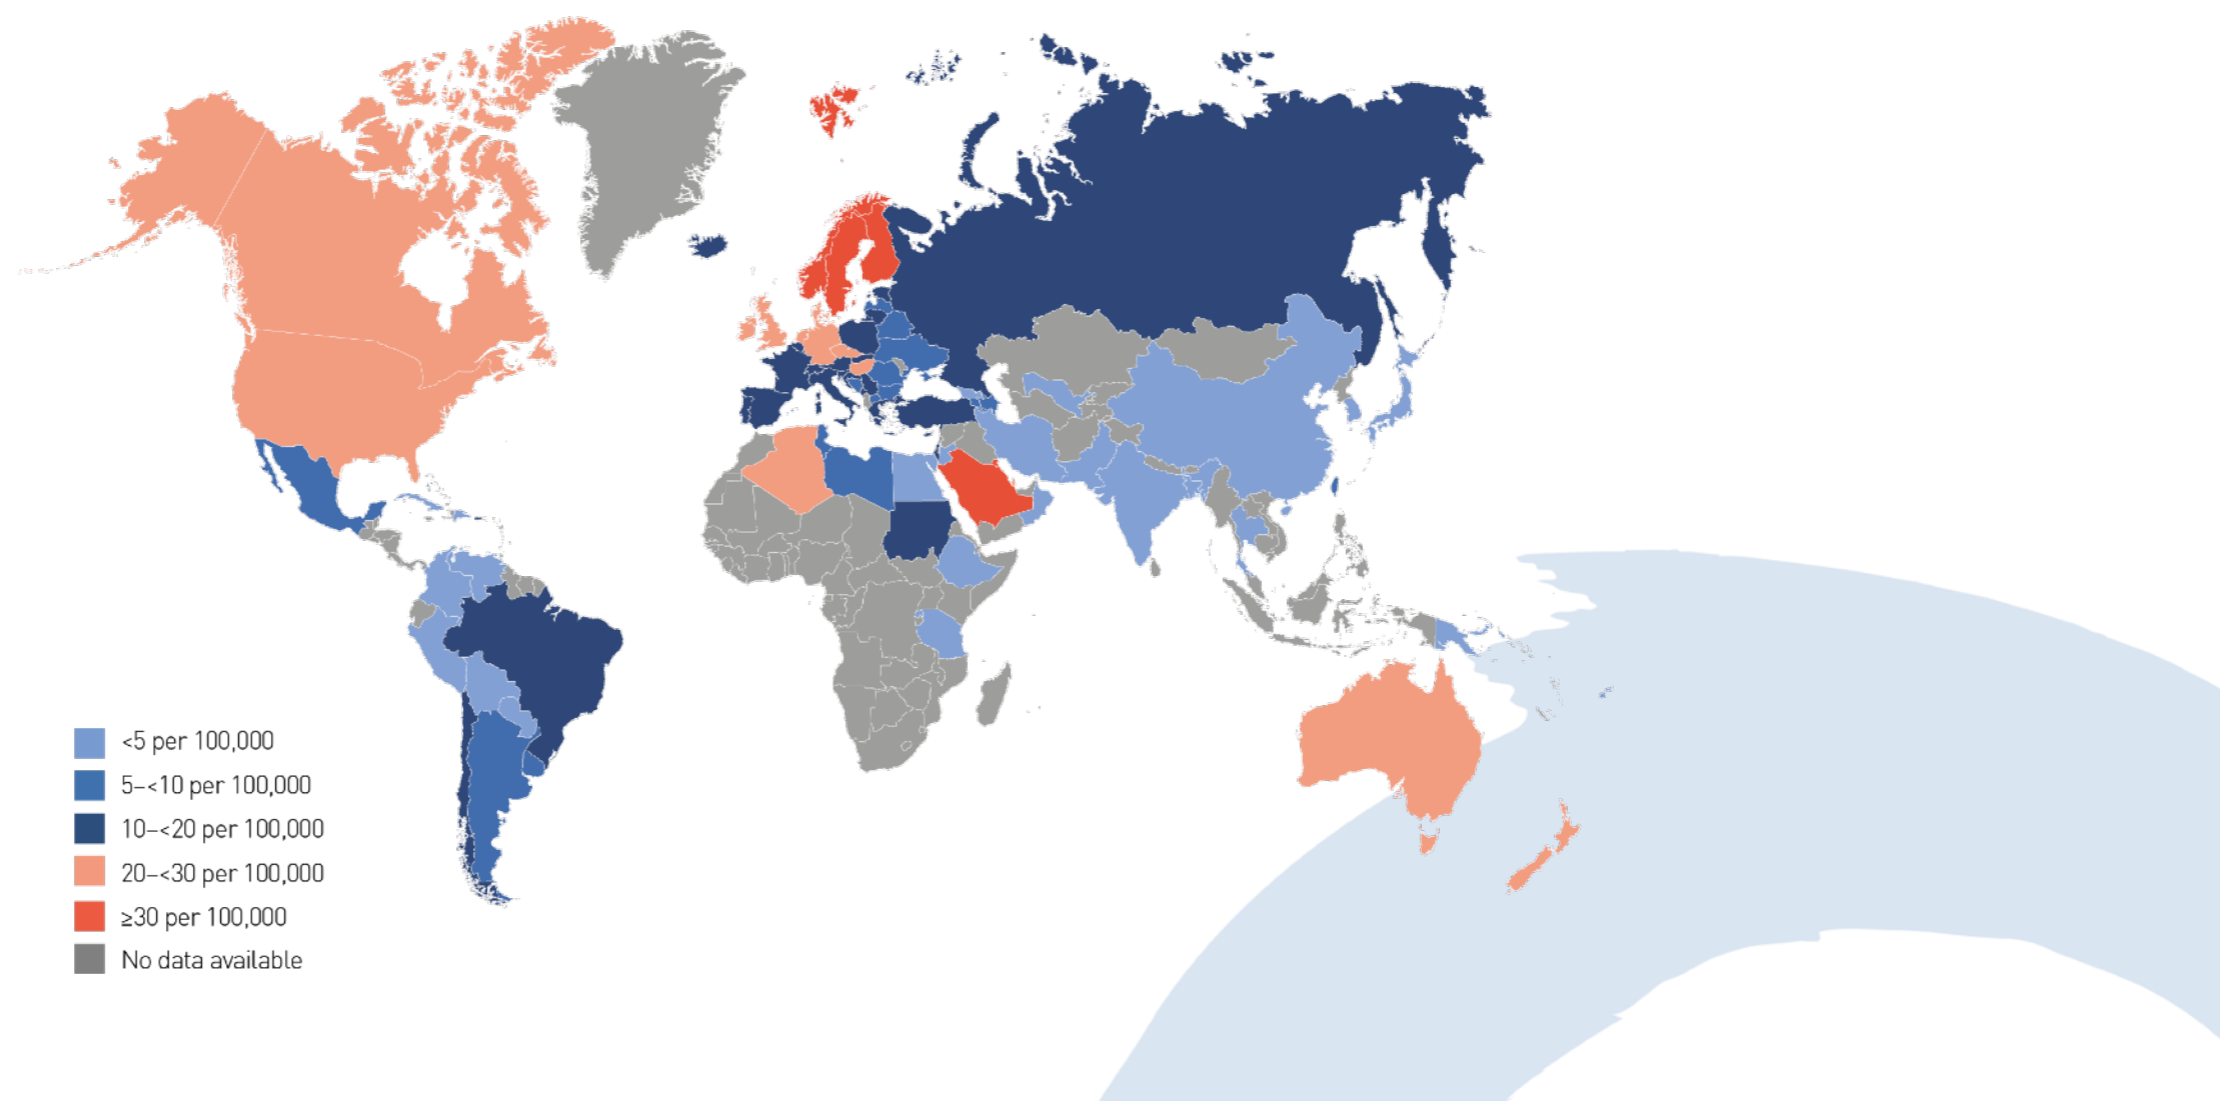 <5 per 100,000
5–<10 per 100,000
10–<20 per 100,000
20–<30 per 100,000
≥30 per 100,000
No data available